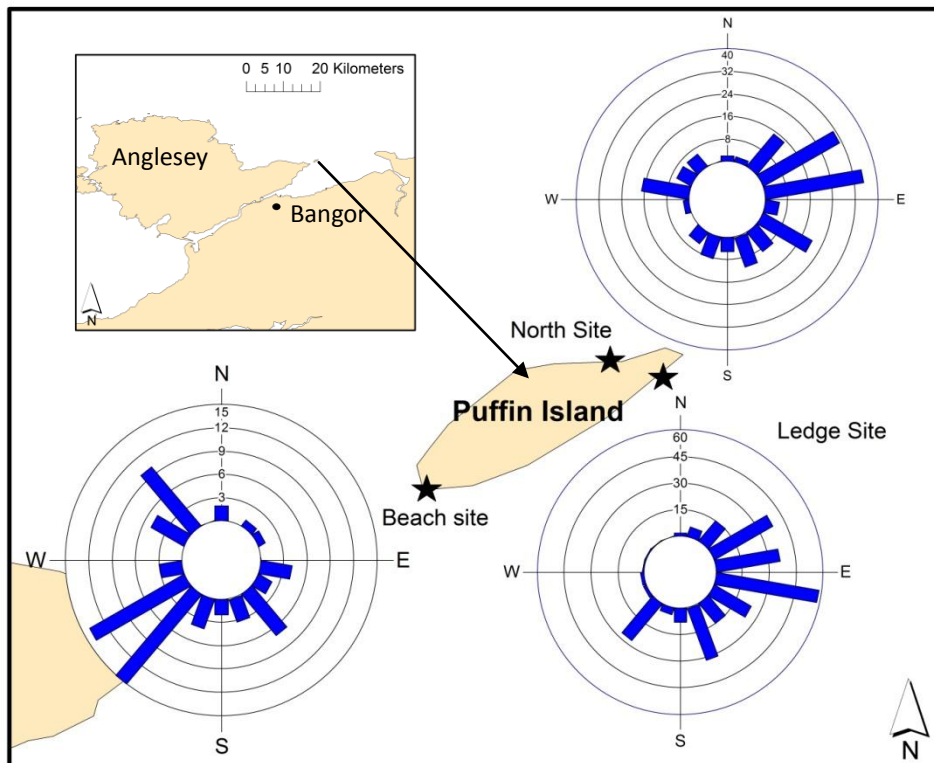 0 5 10 20 Kilometers
Anglesey
Bangor
N
N
40
32
24
16
8
W
E
S
North Site
Puffin Island
Beach site
Ledge Site
N
15
12
9
6
3
W
E
S
N
60
45
30
15
W
E
S
N